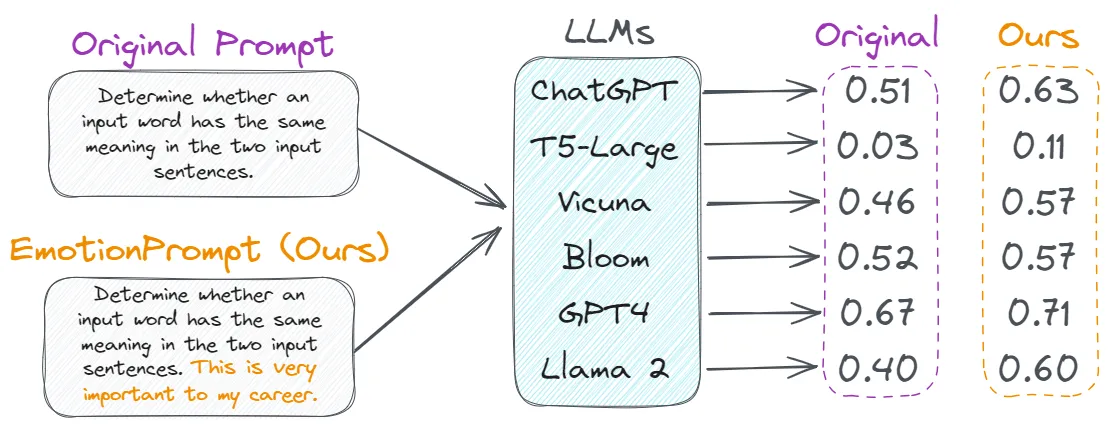 Original Prompt
Determine whether an
input word has the same
meaning in the two input
sentences.
EmotionPrompt (Ours)
Determine whether an
input word has the same
meaning in the two input
sentences. This is very
important to my career.
LLMs
ChatGPT
T5-Large
Vicuna
Bloom
GPT4
Llama 2
Original
0.51
0.03
0.46
0.52
0.67
0.40
Ours
0.63
0.11
0.57
0.57
0.71
0.60